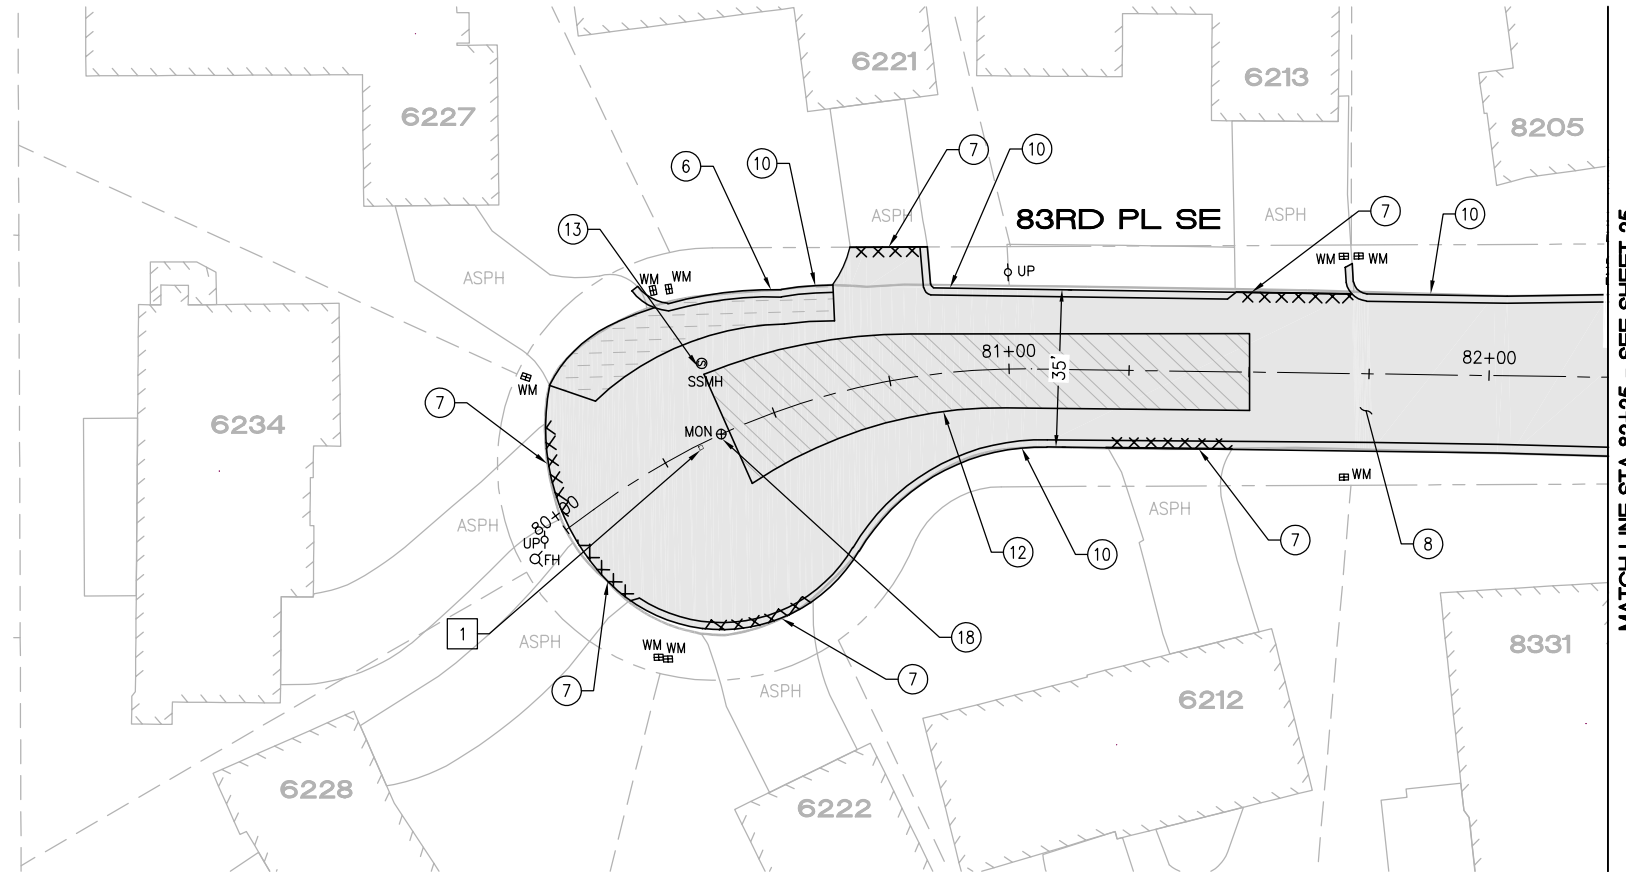 6221
6213
6227
8205
7
10
6
10
7
10
ASPH
83RD PL SE
ASPH
13
UP
WM
WM
WM
WM
ASPH
81+00
82+00
35'
SSMH
WM
7
6234
MON
WM
80+00
ASPH
UP
FH
ASPH
12
10
7
8
1
18
ASPH
WM
WM
8331
7
7
ASPH
6212
6228
6222
MATCH LINE STA 82+25 - SEE SHEET 25